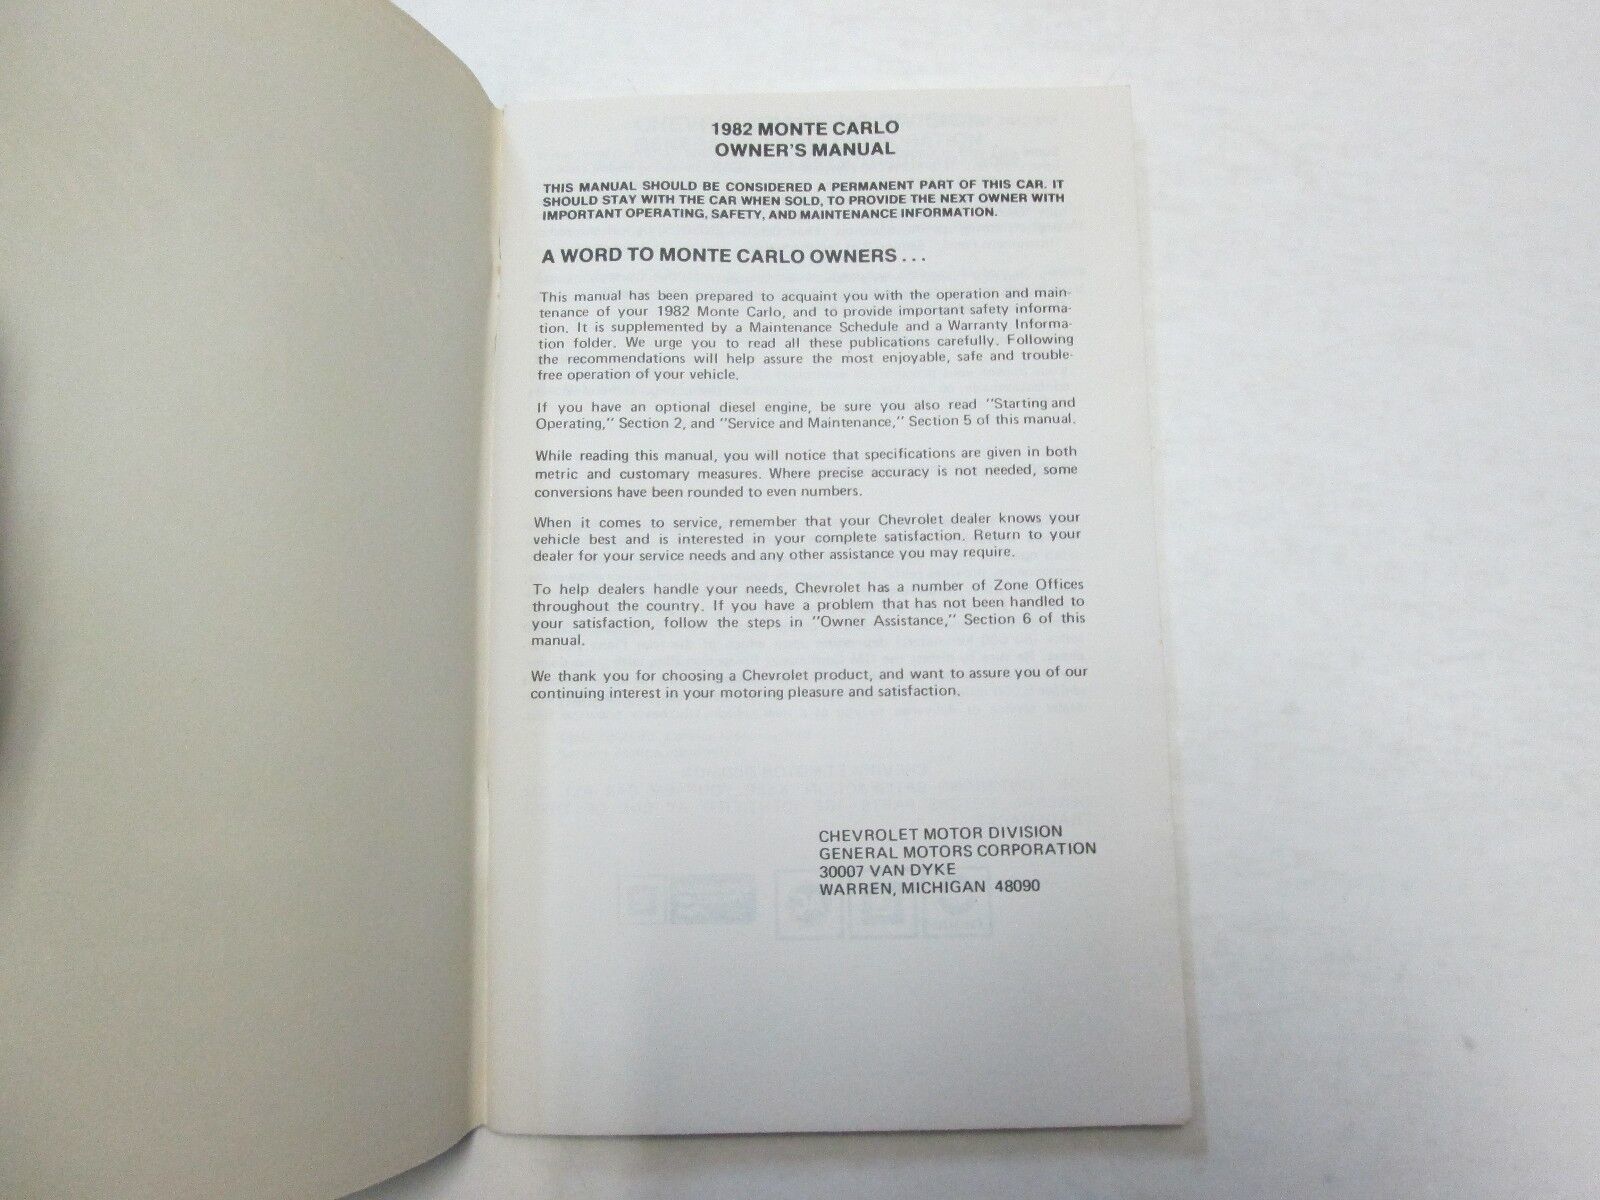 1982 MONTE CARLO
OWNER'S MANUAL
THIS MANUAL SHOULD BE CONSIDERED A PERMANENT PART OF THIS CAR. IT
SHOULD STAY WITH THE CAR WHEN SOLD, TO PROVIDE THE NEXT OWNER WITH
IMPORTANT OPERATING, SAFETY, AND MAINTENANCE INFORMATION.
A WORD TO MONTE CARLO OWNERS...
This manual has been prepared to acquaint you with the operation and main-
tenance of your 1982 Monte Carlo, and to provide important safety informa-
tion. It is supplemented by a Maintenance Schedule and a Warranty Informa-
tion folder. We urge you to read all these publications carefully. Following
the recommendations will help assure the most enjoyable, safe and trouble-
free operation of your vehicle.
If you have an optional diesel engine, be sure you also read "Starting and
Operating," Section 2, and "Service and Maintenance," Section 5 of this manual.
While reading this manual, you will notice that specifications are given in both
metric and customary measures. Where precise accuracy is not needed, some
conversions have been rounded to even numbers.
When it comes to service, remember that your Chevrolet dealer knows your
vehicle best and is interested in your complete satisfaction. Return to your
dealer for your service needs and any other assistance you may require.
To help dealers handle your needs, Chevrolet has a number of Zone Offices
throughout the country. If you have a problem that has not been handled to
your satisfaction, follow the steps in "Owner Assistance," Section 6 of this
manual.
We thank you for choosing a Chevrolet product, and want to assure you of our
continuing interest in your motoring pleasure and satisfaction.
CHEVROLET MOTOR DIVISION
GENERAL MOTORS CORPORATION
30007 VAN DYKE
WARREN, MICHIGAN 48090